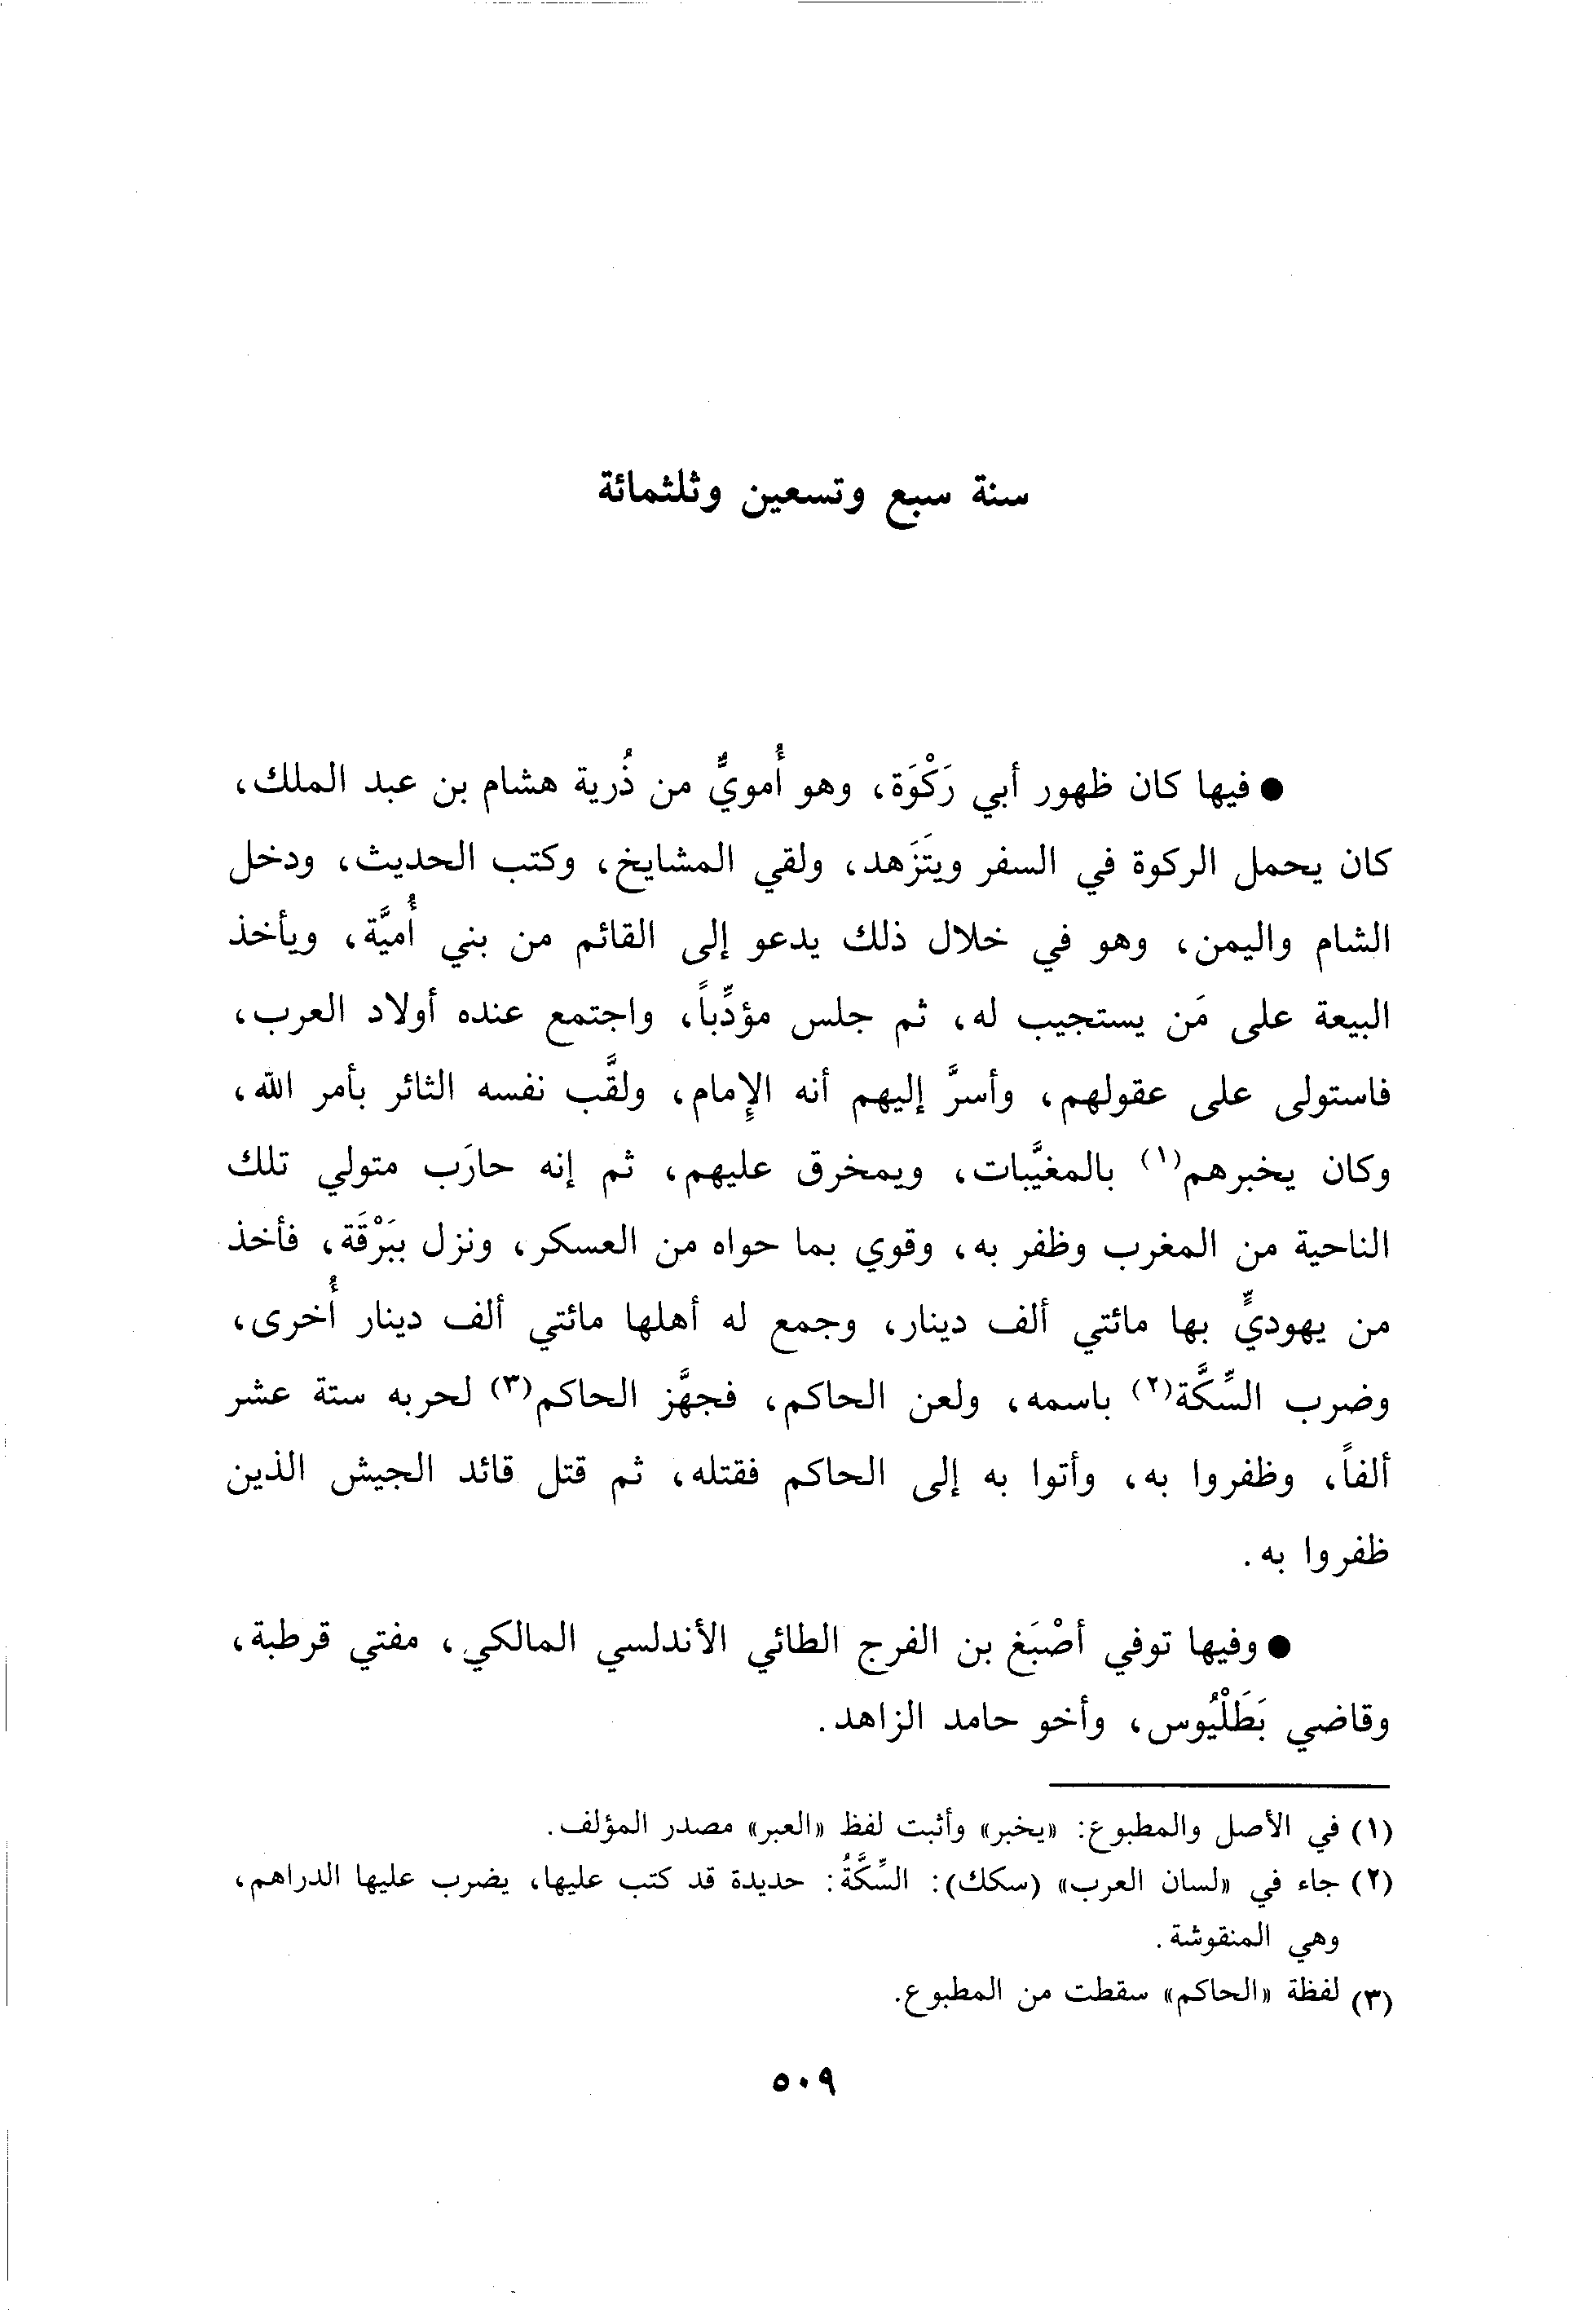 سنة سبع وتسعين وثلثمائة
● فيها كان ظهور أبي رَكْوَة، وهو أُمويٌّ من ذُرية هشام بن عبد الملك،
كان يحمل الركوة في السفر ويتَزَهد، ولقي المشايخ، وكتب الحديث، ودخل
الشام واليمن، وهو في خلال ذلك يدعو إلى القائم من بني أُميَّة، ويأخذ
البيعة على مَن يستجيب له، ثم جلس مؤدِّباً، واجتمع عنده أولاد العرب،
فاستولى على عقولهم، وأسرَّ إليهم أنه الإِمام، ولقَّب نفسه الثائر بأمر الله،
وكان يخبرهم(١) بالمغيَّبات، ويمخرق عليهم، ثم إنه حارَب متولي تلك
الناحية من المغرب وظفر به، وقوي بما حواه من العسكر، ونزل ببَرْقَة، فأخذ
من يهوديٍّ بها مائتي ألف دينار، وجمع له أهلها مائتي ألف دينار أُخرى،
وضرب السِّكَّة(٢) باسمه، ولعن الحاكم، فجهَّز الحاكم(٣) لحربه ستة عشر
ألفاً، وظفروا به، وأتوا به إلى الحاكم فقتله، ثم قتل قائد الجيش الذين
ظفروا به.
● وفيها توفي أصْبَغ بن الفرج الطائي الأندلسي المالكي، مفتي قرطبة،
وقاضي بَطَلْيُوس، وأخو حامد الزاهد.
(١) في الأصل والمطبوع: «يخبر» وأثبت لفظ «العبر» مصدر المؤلف.
(٢) جاء في «لسان العرب» (سكك): السِّكَّةُ: حديدة قد كتب عليها، يضرب عليها الدراهم،
وهي المنقوشة.
(٣) لفظة «الحاكم» سقطت من المطبوع.
٥٠٩